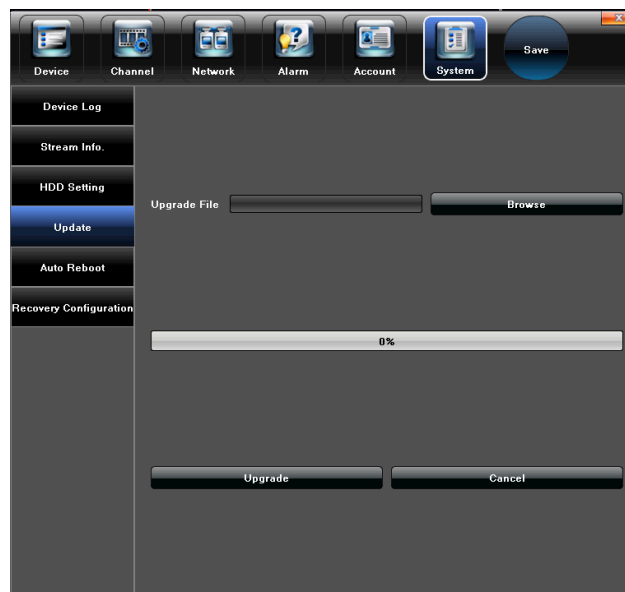 Device Channel Network Alarm Account System Save
Device Log
Stream Info.
HDD Setting
Update
Auto Reboot
Recovery Configuration
Upgrade File Browse
0%
Upgrade Cancel